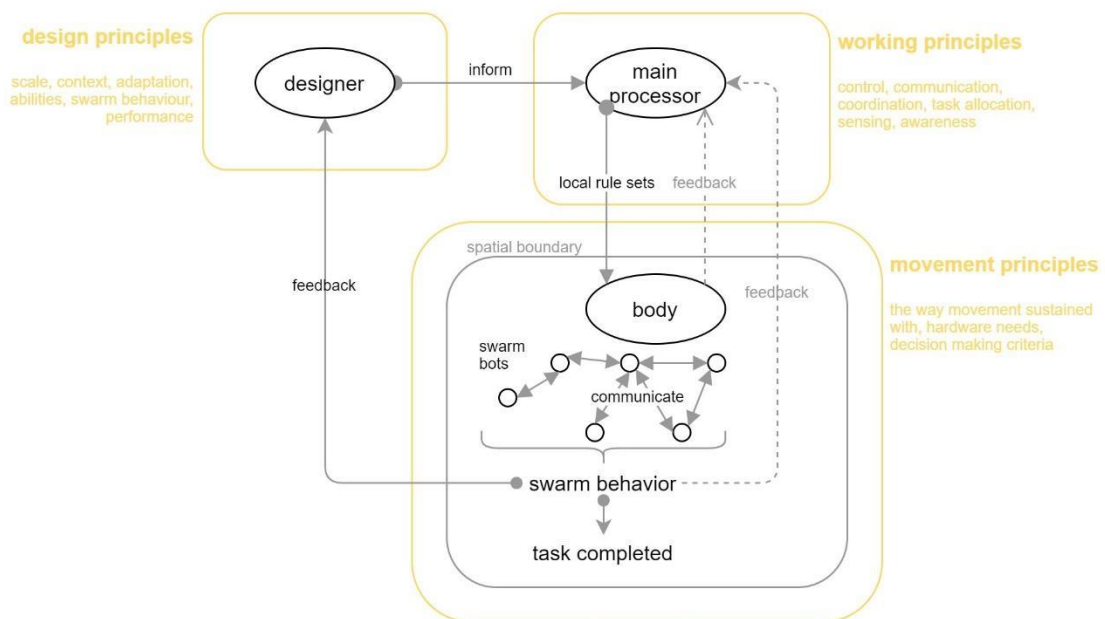 design principles
scale, context, adaptation,
abilities, swarm behaviour,
performance
designer
inform
main
processor
working principles
control, communication,
coordination, task allocation,
sensing, awareness
local rule sets
feedback
spatial boundary
feedback
body
feedback
movement principles
the way movement sustained
with, hardware needs,
decision making criteria
swarm
bots
communicate
swarm behavior
task completed